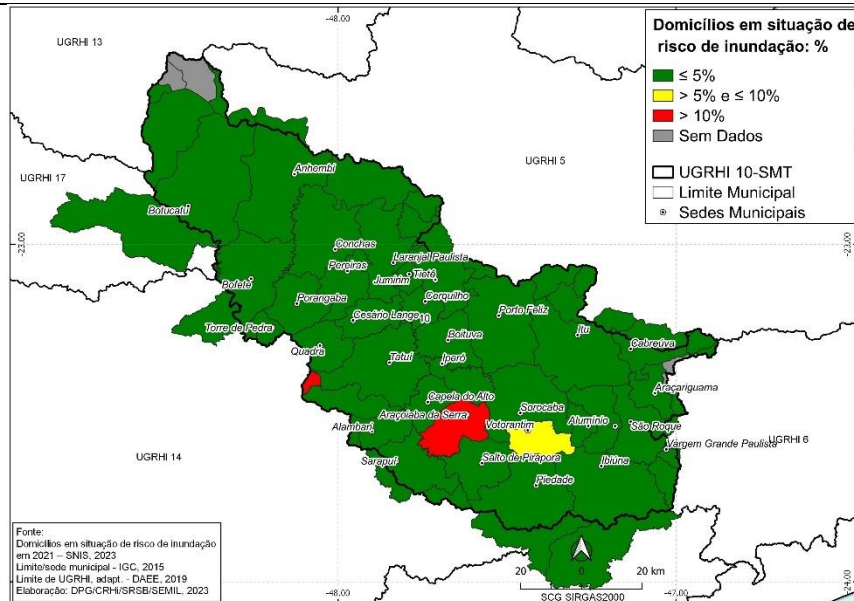 -48.00
UGRHI 13
Domicílios em situação de
risco de inundação: %
≤ 5%
> 5% e ≤ 10%
> 10%
Sem Dados
UGRHI 10-SMT
Limite Municipal
Sedes Municipais
UGRHI 5
UGRHI 17
Anhembi
Botucatu
-23.00
-23.00
Conchas
Laranjal Paulista
Pereiras
Tietê
Jumirim
Bofete
Cerquilho
Porangaba
Porto Feliz
Cesário Lange
10
Torre de Pedra
Itu
Boituva
Cabreúva
Quadra
Tatuí
Iperó
Araçariguama
Capela do Alto
Sorocaba
Araçoiaba da Serra
Votorantim
Alumínio
São Roque
Alambari
Vargem Grande Paulista
UGRHI 6
UGRHI 14
Sarapuí
Salto de Pirapora
Ibiúna
Piedade
Fonte:
Domicílios em situação de risco de inundação
em 2021 – SNIS, 2023
Limite/sede municipal - IGC, 2015
Limite de UGRHI, adapt. - DAEE, 2019
Elaboração: DPG/CRHi/SRSB/SEMIL, 2023
20 0 20 km
SCG SIRGAS2000
-48.00
-47.00
-24.00